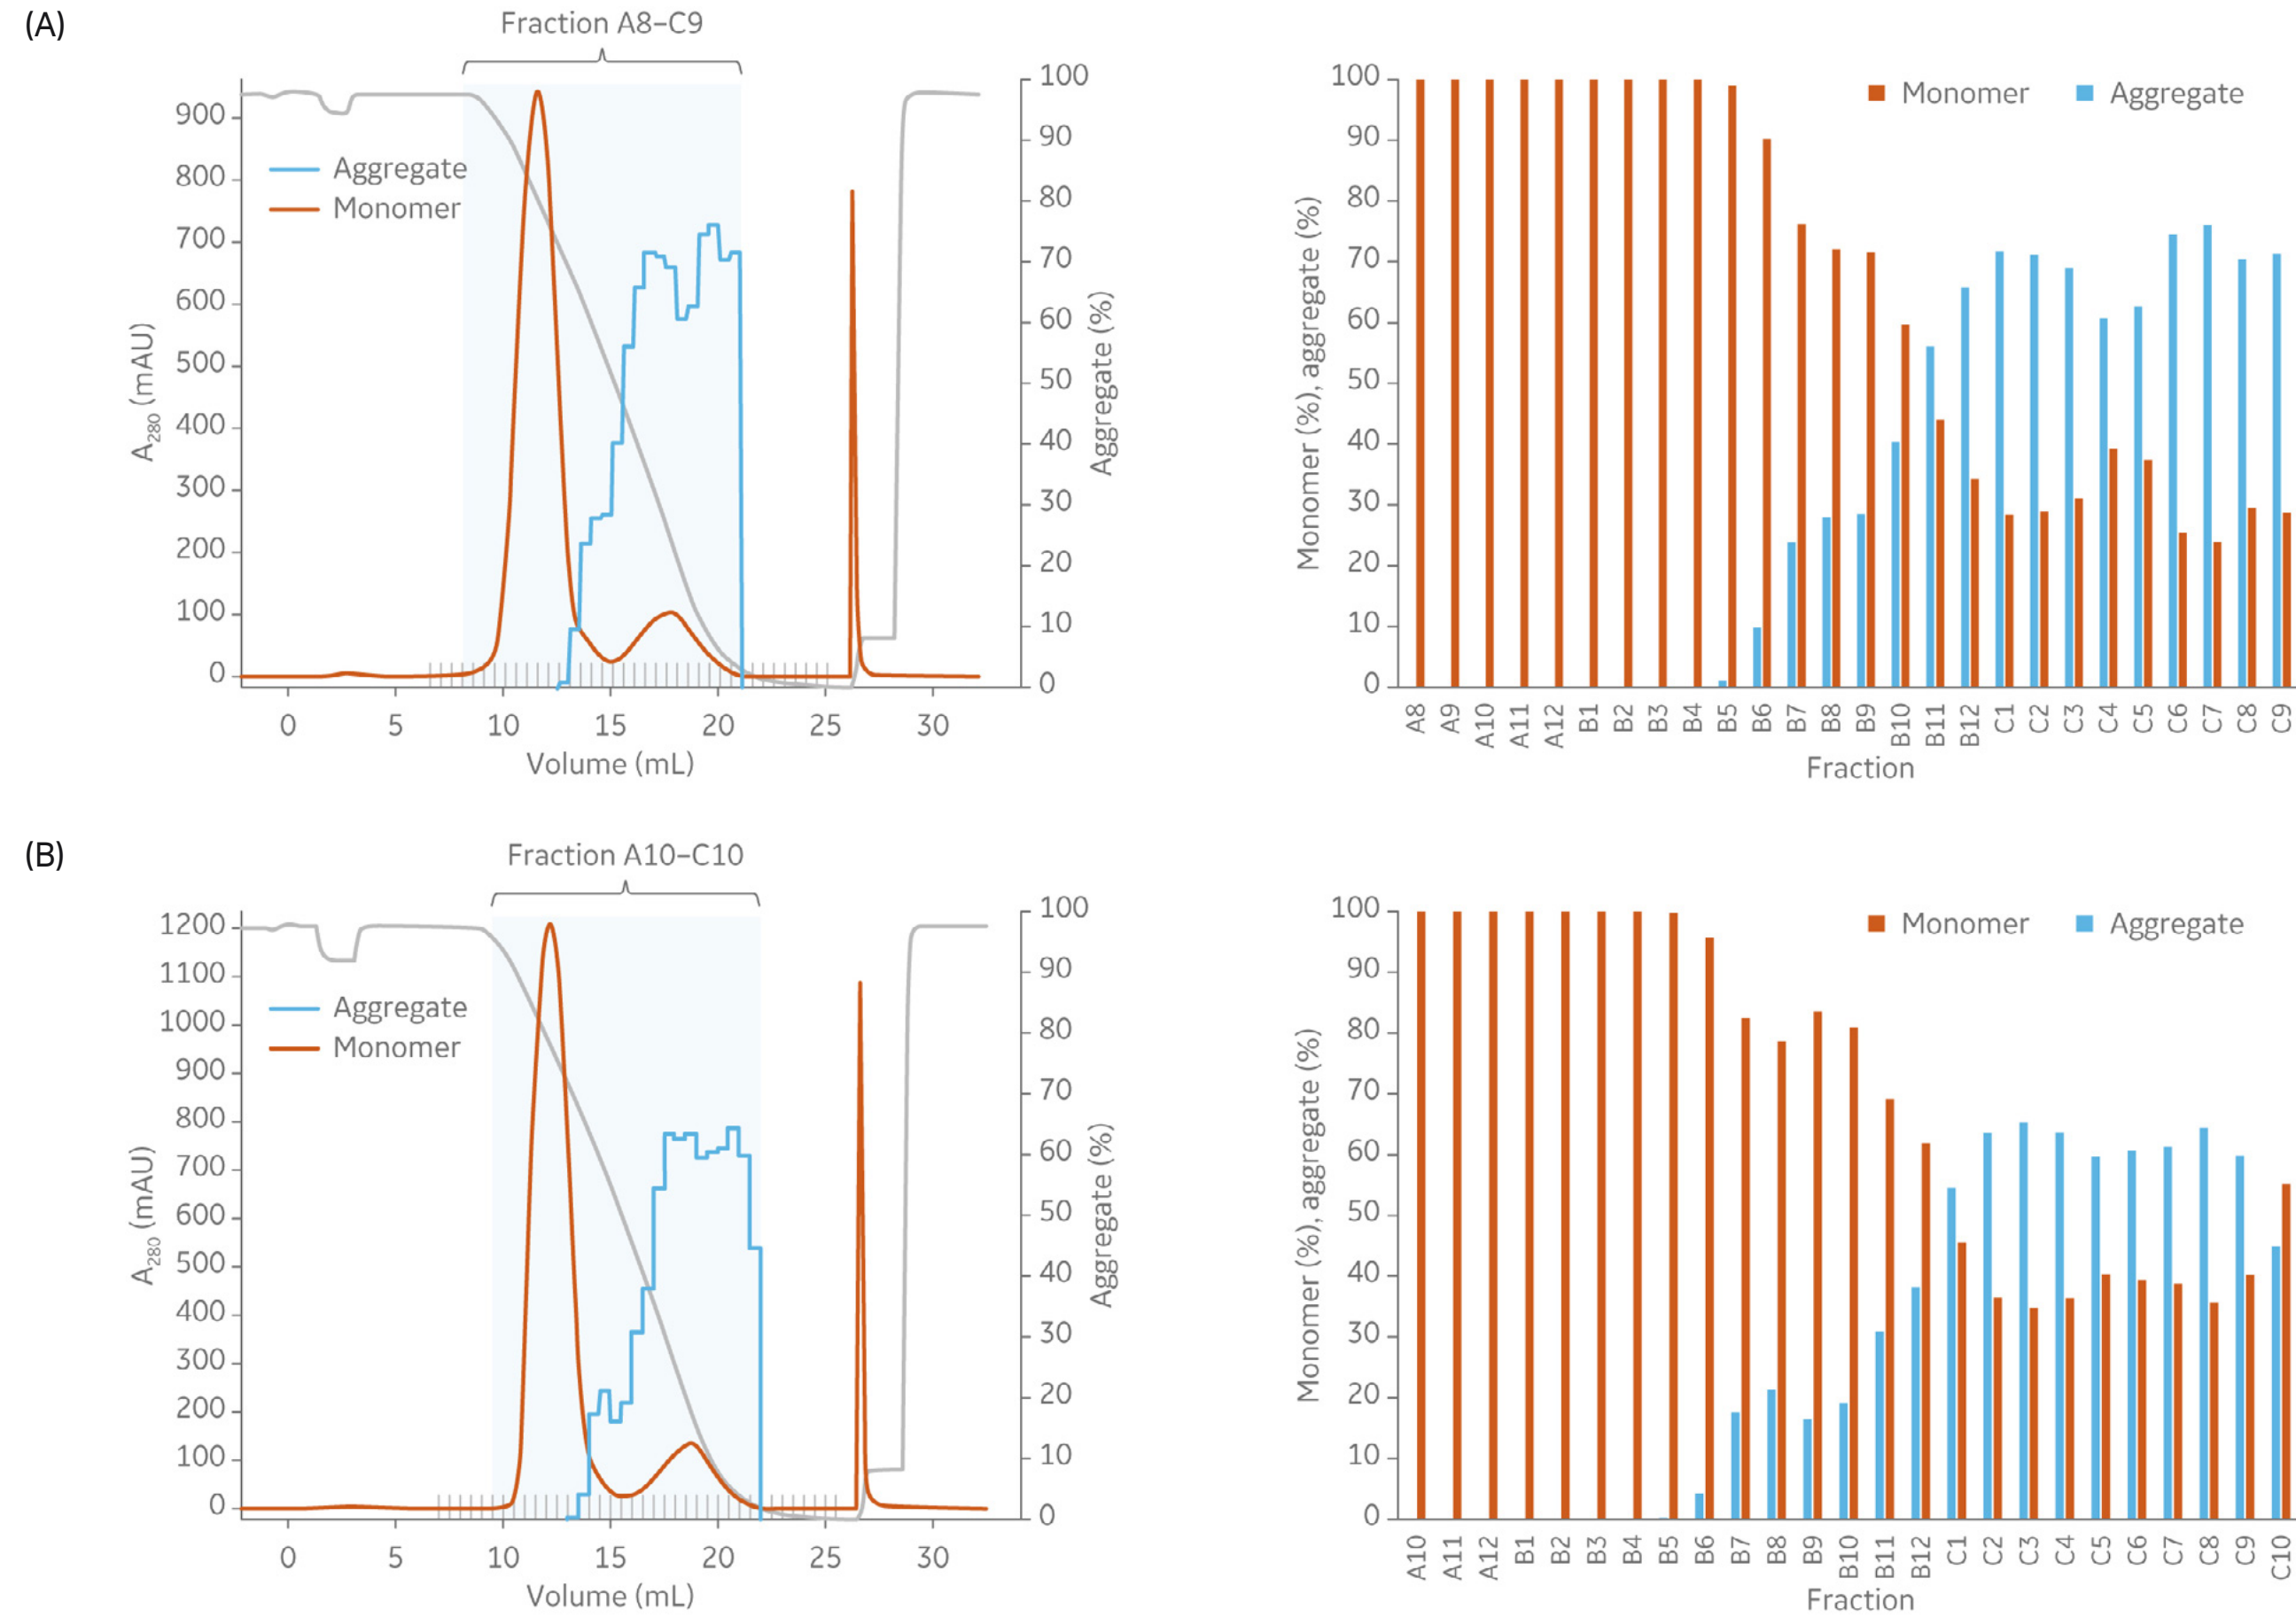 (A)
Fraction A8–C9
900
800
700
600
500
400
300
200
100
0
A280 (mAU)
Aggregate
Monomer
100
90
80
70
60
50
40
30
20
10
0
Aggregate (%)
0 5 10 15 20 25 30
Volume (mL)
100
90
80
70
60
50
40
30
20
10
0
Monomer (%), aggregate (%)
Monomer Aggregate
A8 A9 A10 A11 A12 B1 B2 B3 B4 B5 B6 B7 B8 B9 B10 B11 B12 C1 C2 C3 C4 C5 C6 C7 C8 C9
Fraction
(B)
Fraction A10–C10
1200
1100
1000
900
800
700
600
500
400
300
200
100
0
A280 (mAU)
Aggregate
Monomer
100
90
80
70
60
50
40
30
20
10
0
Aggregate (%)
0 5 10 15 20 25 30
Volume (mL)
100
90
80
70
60
50
40
30
20
10
0
Monomer (%), aggregate (%)
Monomer Aggregate
A10 A11 A12 B1 B2 B3 B4 B5 B6 B7 B8 B9 B10 B11 B12 C1 C2 C3 C4 C5 C6 C7 C8 C9 C10
Fraction